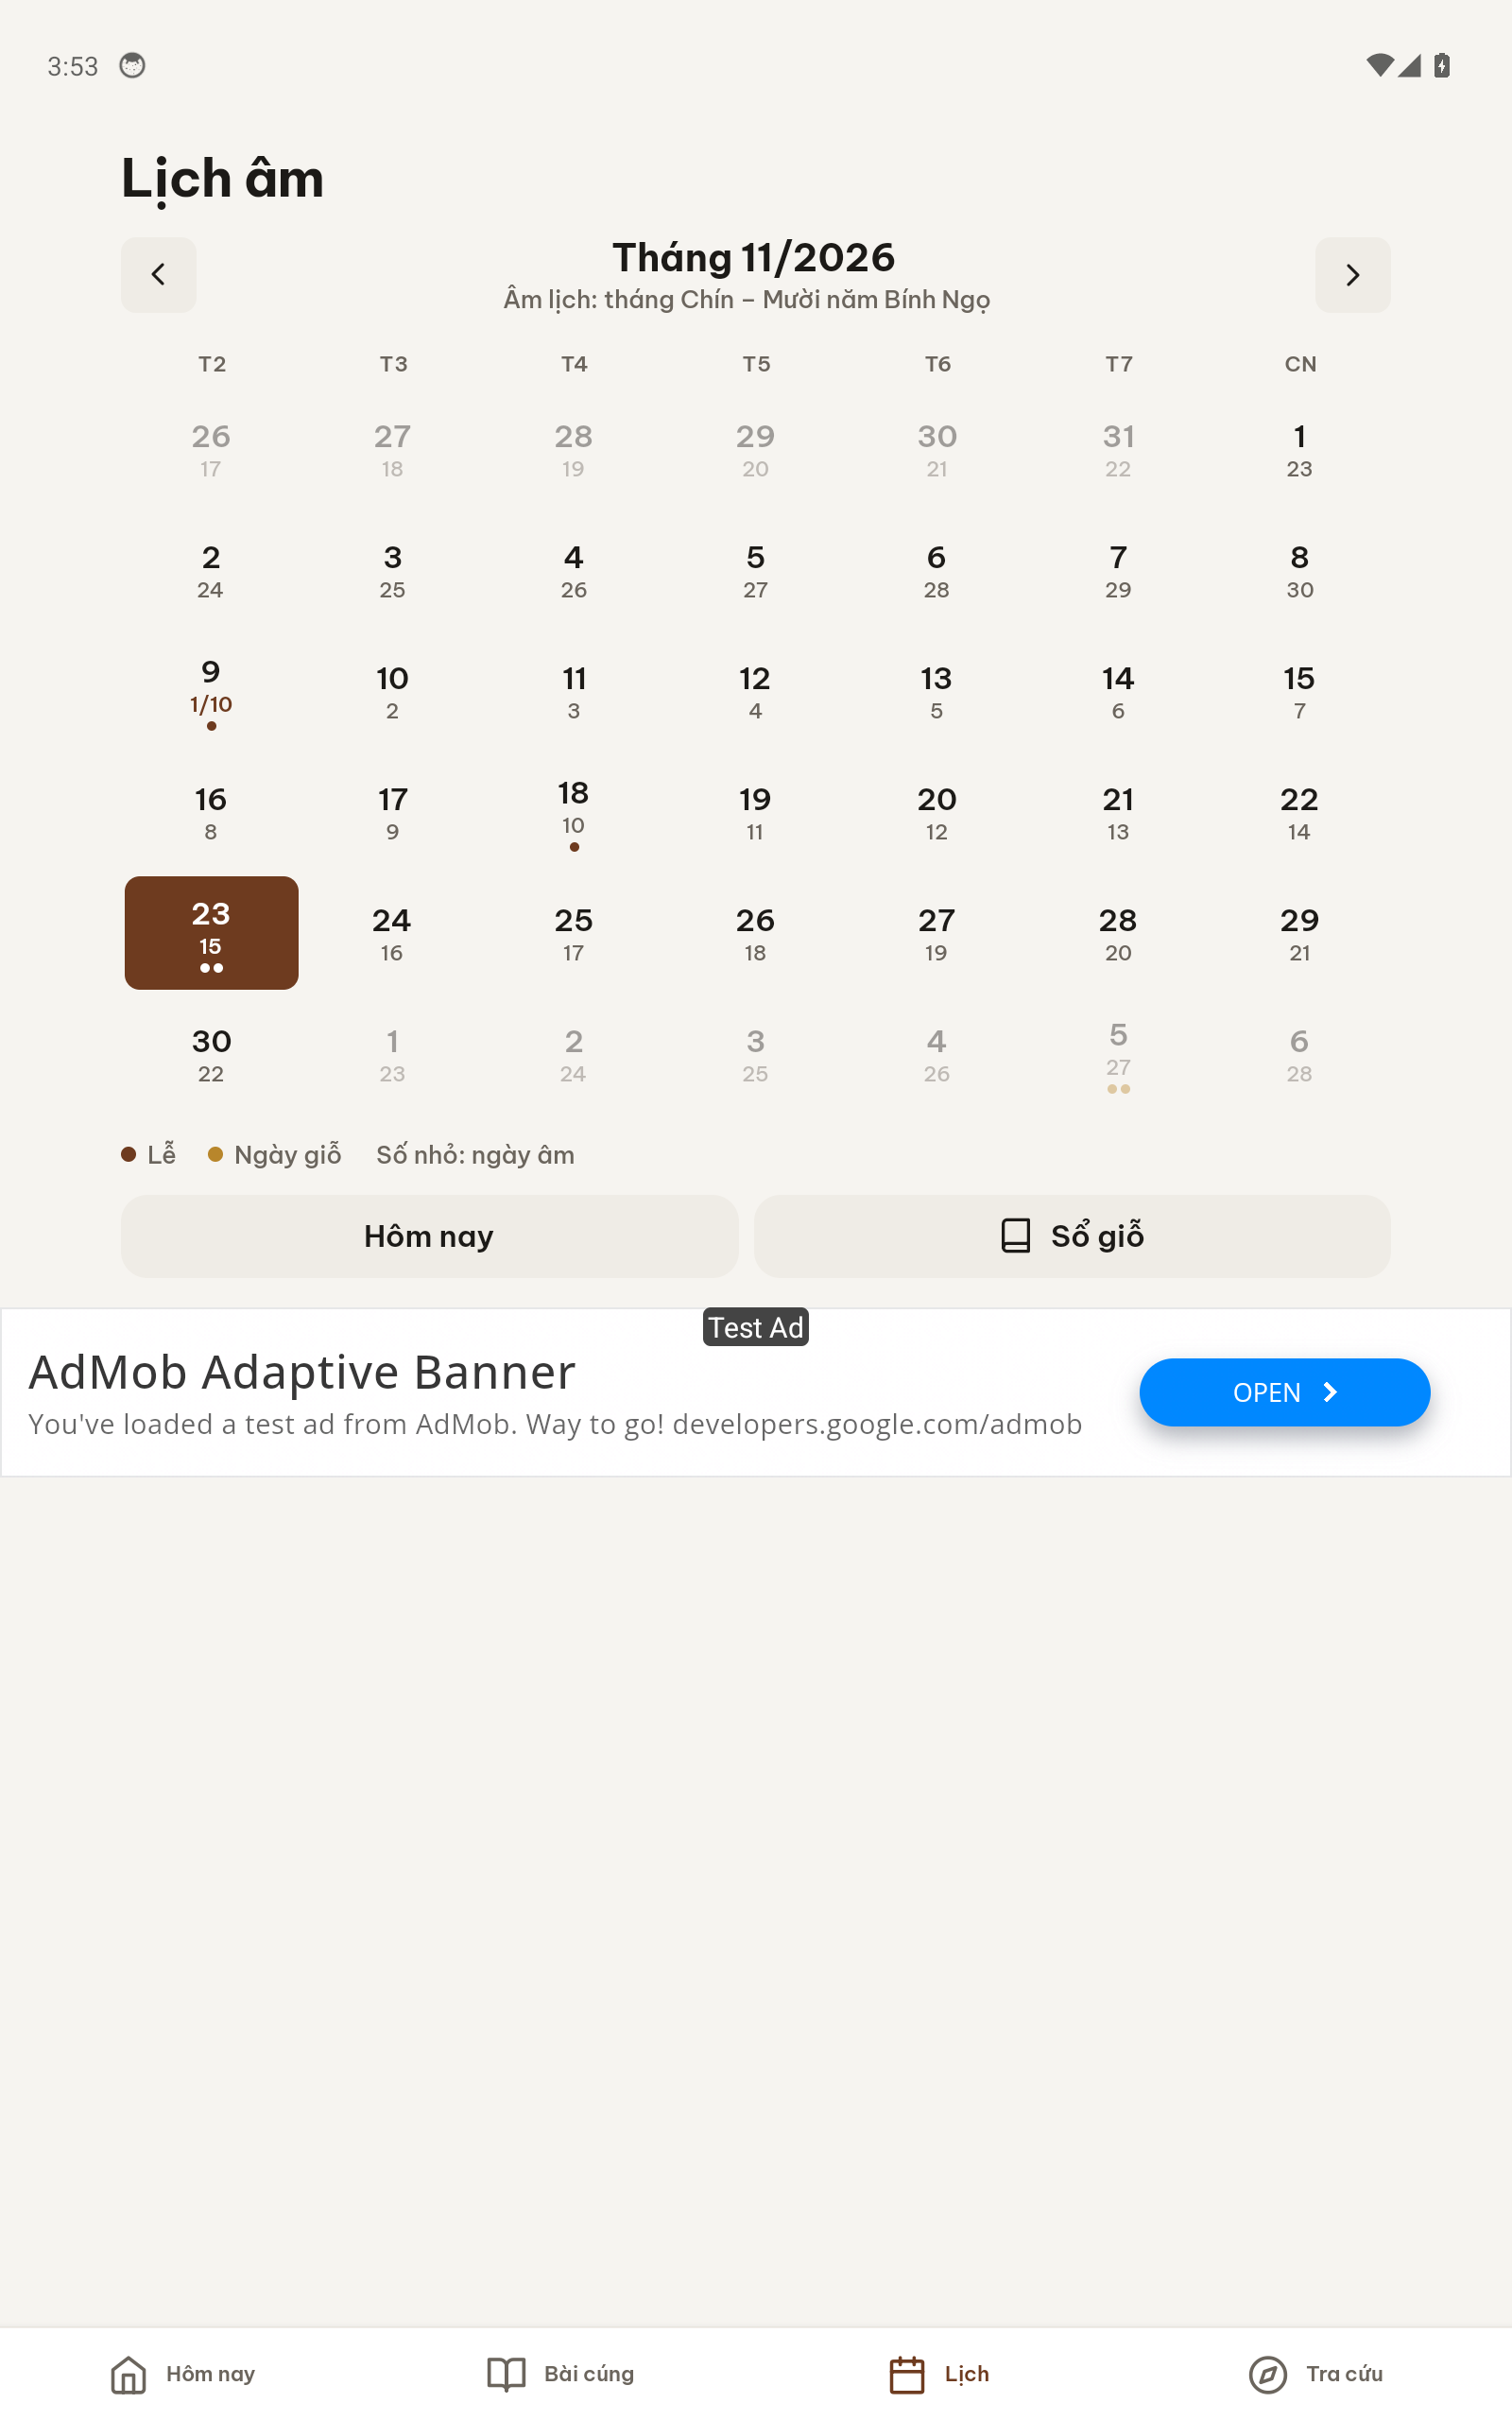 3:53
Lịch âm
Tháng 11/2026
Âm lịch: tháng Chín – Mười năm Bính Ngọ
T2 T3 T4 T5 T6 T7 CN
26 27 28 29 30 31 1
17 18 19 20 21 22 23
2 3 4 5 6 7 8
24 25 26 27 28 29 30
9 10 11 12 13 14 15
1/10 2 3 4 5 6 7
16 17 18 19 20 21 22
8 9 10 11 12 13 14
23 24 25 26 27 28 29
15 16 17 18 19 20 21
30 1 2 3 4 5 6
22 23 24 25 26 27 28
Lễ Ngày giỗ Số nhỏ: ngày âm
Hôm nay Sổ giỗ
Test Ad
AdMob Adaptive Banner
You've loaded a test ad from AdMob. Way to go! developers.google.com/admob
OPEN
Hôm nay Bài cúng Lịch Tra cứu